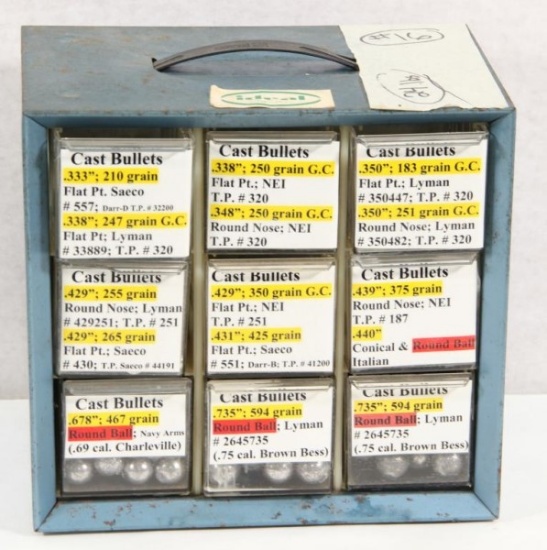 #16
ideal
Cast Bullets
.333"; 210 grain
Flat Pt. Saeco
# 557; Darr-D T.P. # 32200
.338"; 247 grain G.C.
Flat Pt; Lyman
# 33889; T.P. # 320
Cast Bullets
.338"; 250 grain G.C.
Flat Pt.; NEI
T.P. # 320
.348"; 250 grain G.C.
Round Nose; NEI
T.P. # 320
Cast Bullets
.350"; 183 grain G.C.
Flat Pt.; Lyman
# 350447; T.P. # 320
.350"; 251 grain G.C.
Round Nose; Lyman
# 350482; T.P. # 320
Cast Bullets
.429"; 255 grain
Round Nose; Lyman
# 429251; T.P. # 251
.429"; 265 grain
Flat Pt.; Saeco
# 430; T.P. Saeco # 44191
Cast Bullets
.429"; 350 grain G.C.
Flat Pt.; NEI
T.P. # 251
.431"; 425 grain
Flat Pt.; Saeco
# 551; Darr-B; T.P. # 41200
Cast Bullets
.439"; 375 grain
Round Nose; NEI
T.P. # 187
.440"
Conical & Round Ball
Italian
Cast Bullets
.678"; 467 grain
Round Ball; Navy Arms
(.69 cal. Charleville)
Cast Bullets
.735"; 594 grain
Round Ball; Lyman
# 2645735
(.75 cal. Brown Bess)
Cast Bullets
.735"; 594 grain
Round Ball; Lyman
# 2645735
(.75 cal. Brown Bess)